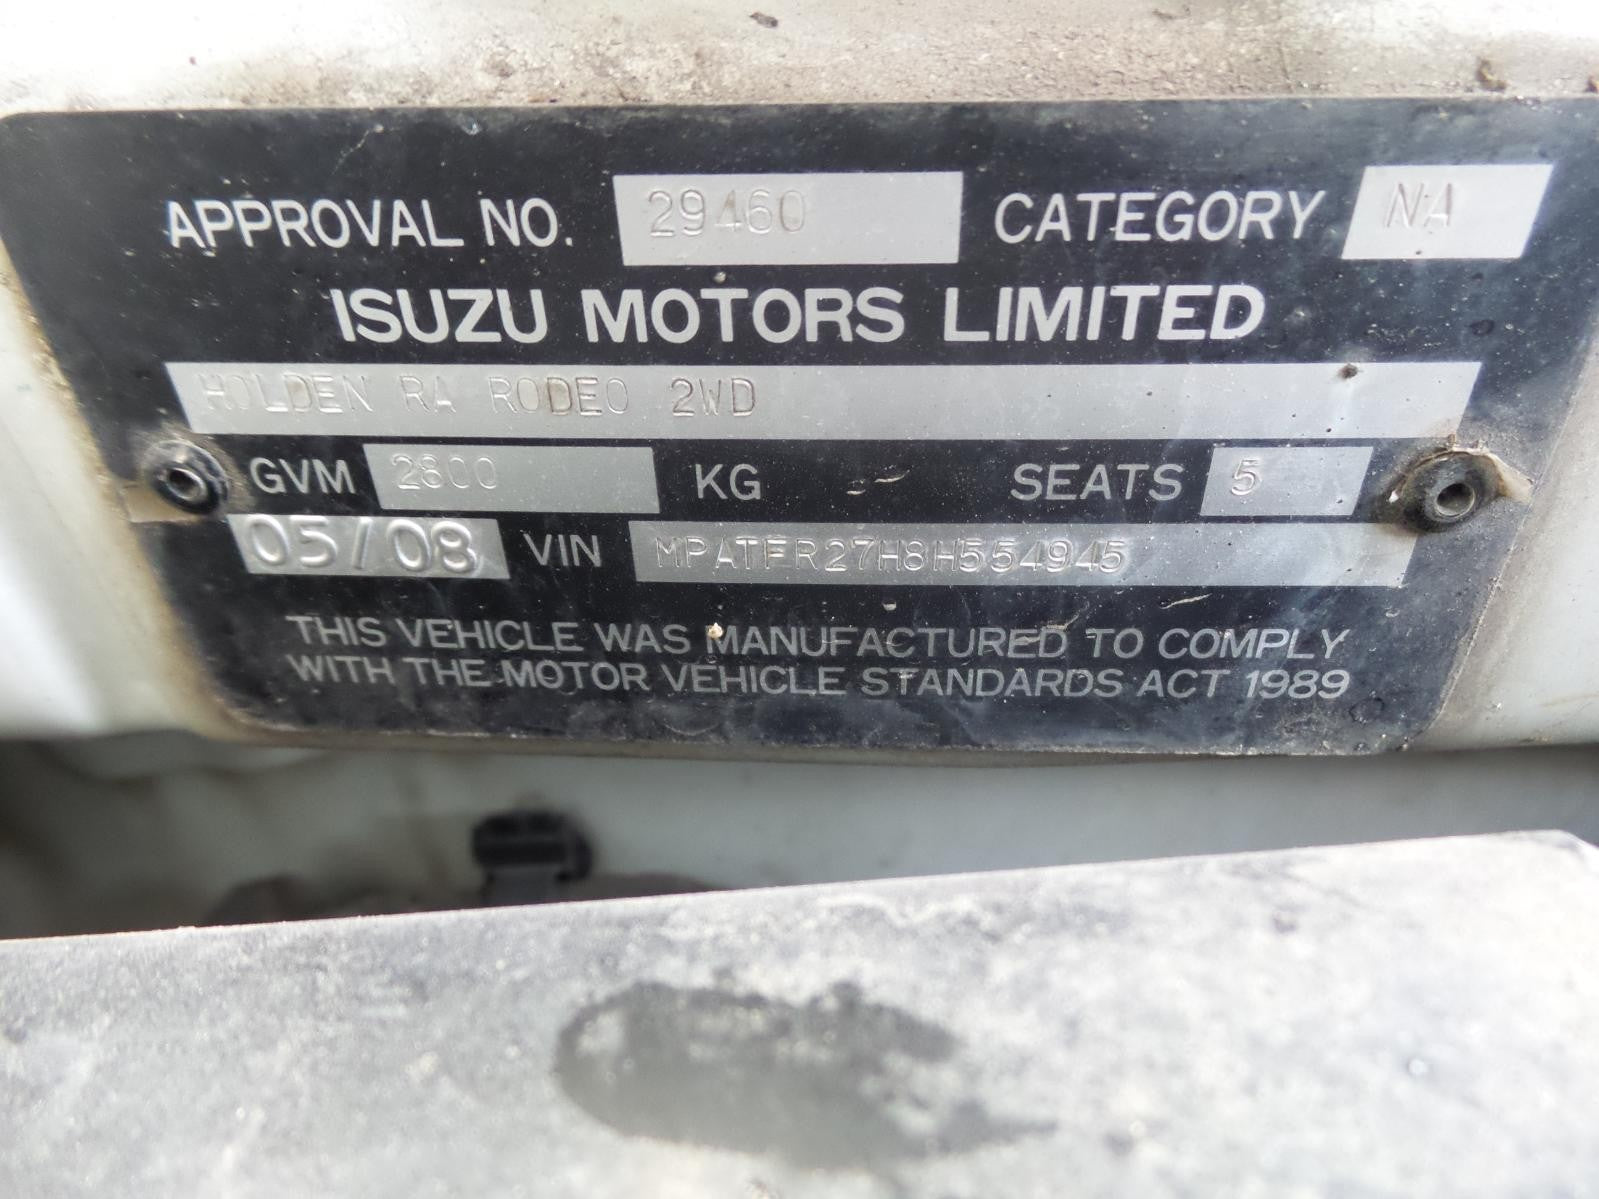 APPROVAL NO. 29460 CATEGORY NA
ISUZU MOTORS LIMITED
HOLDEN RA RODEO 2WD
GVM 2800 KG SEATS 5
05/08 VIN MPATFR27H8H554945
THIS VEHICLE WAS MANUFACTURED TO COMPLY
WITH THE MOTOR VEHICLE STANDARDS ACT 1989